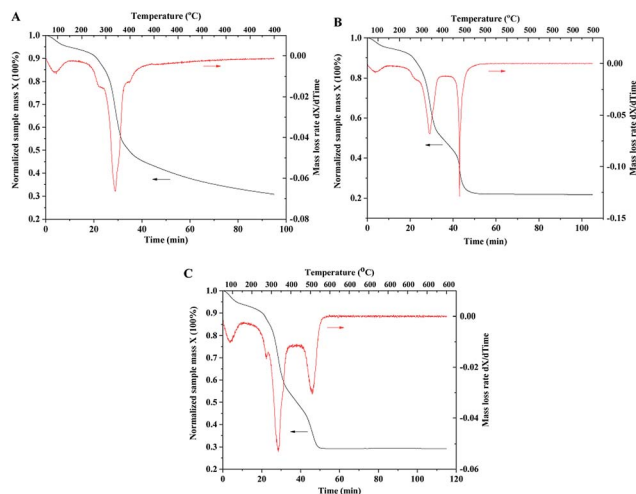 A
Temperature (°C)
100 200 300 400 400 400 400 400 400
Normalized sample mass X (100%)
1.0
0.9
0.8
0.7
0.6
0.5
0.4
0.3
0.2
0.00
-0.02
-0.04
-0.06
-0.08
Mass loss rate dX/dTime
0 20 40 60 80 100
Time (min)
B
Temperature (°C)
100 200 300 400 500 500 500 500 500 500
Normalized sample mass X (100%)
1.0
0.8
0.6
0.4
0.2
0.00
-0.05
-0.10
-0.15
Mass loss rate dX/dTime
0 20 40 60 80 100
Time (min)
C
Temperature (°C)
100 200 300 400 500 600 600 600 600 600 600 600
Normalized sample mass X (100%)
1.0
0.9
0.8
0.7
0.6
0.5
0.4
0.3
0.2
0.00
-0.02
-0.04
-0.06
Mass loss rate dX/dTime
0 20 40 60 80 100 120
Time (min)